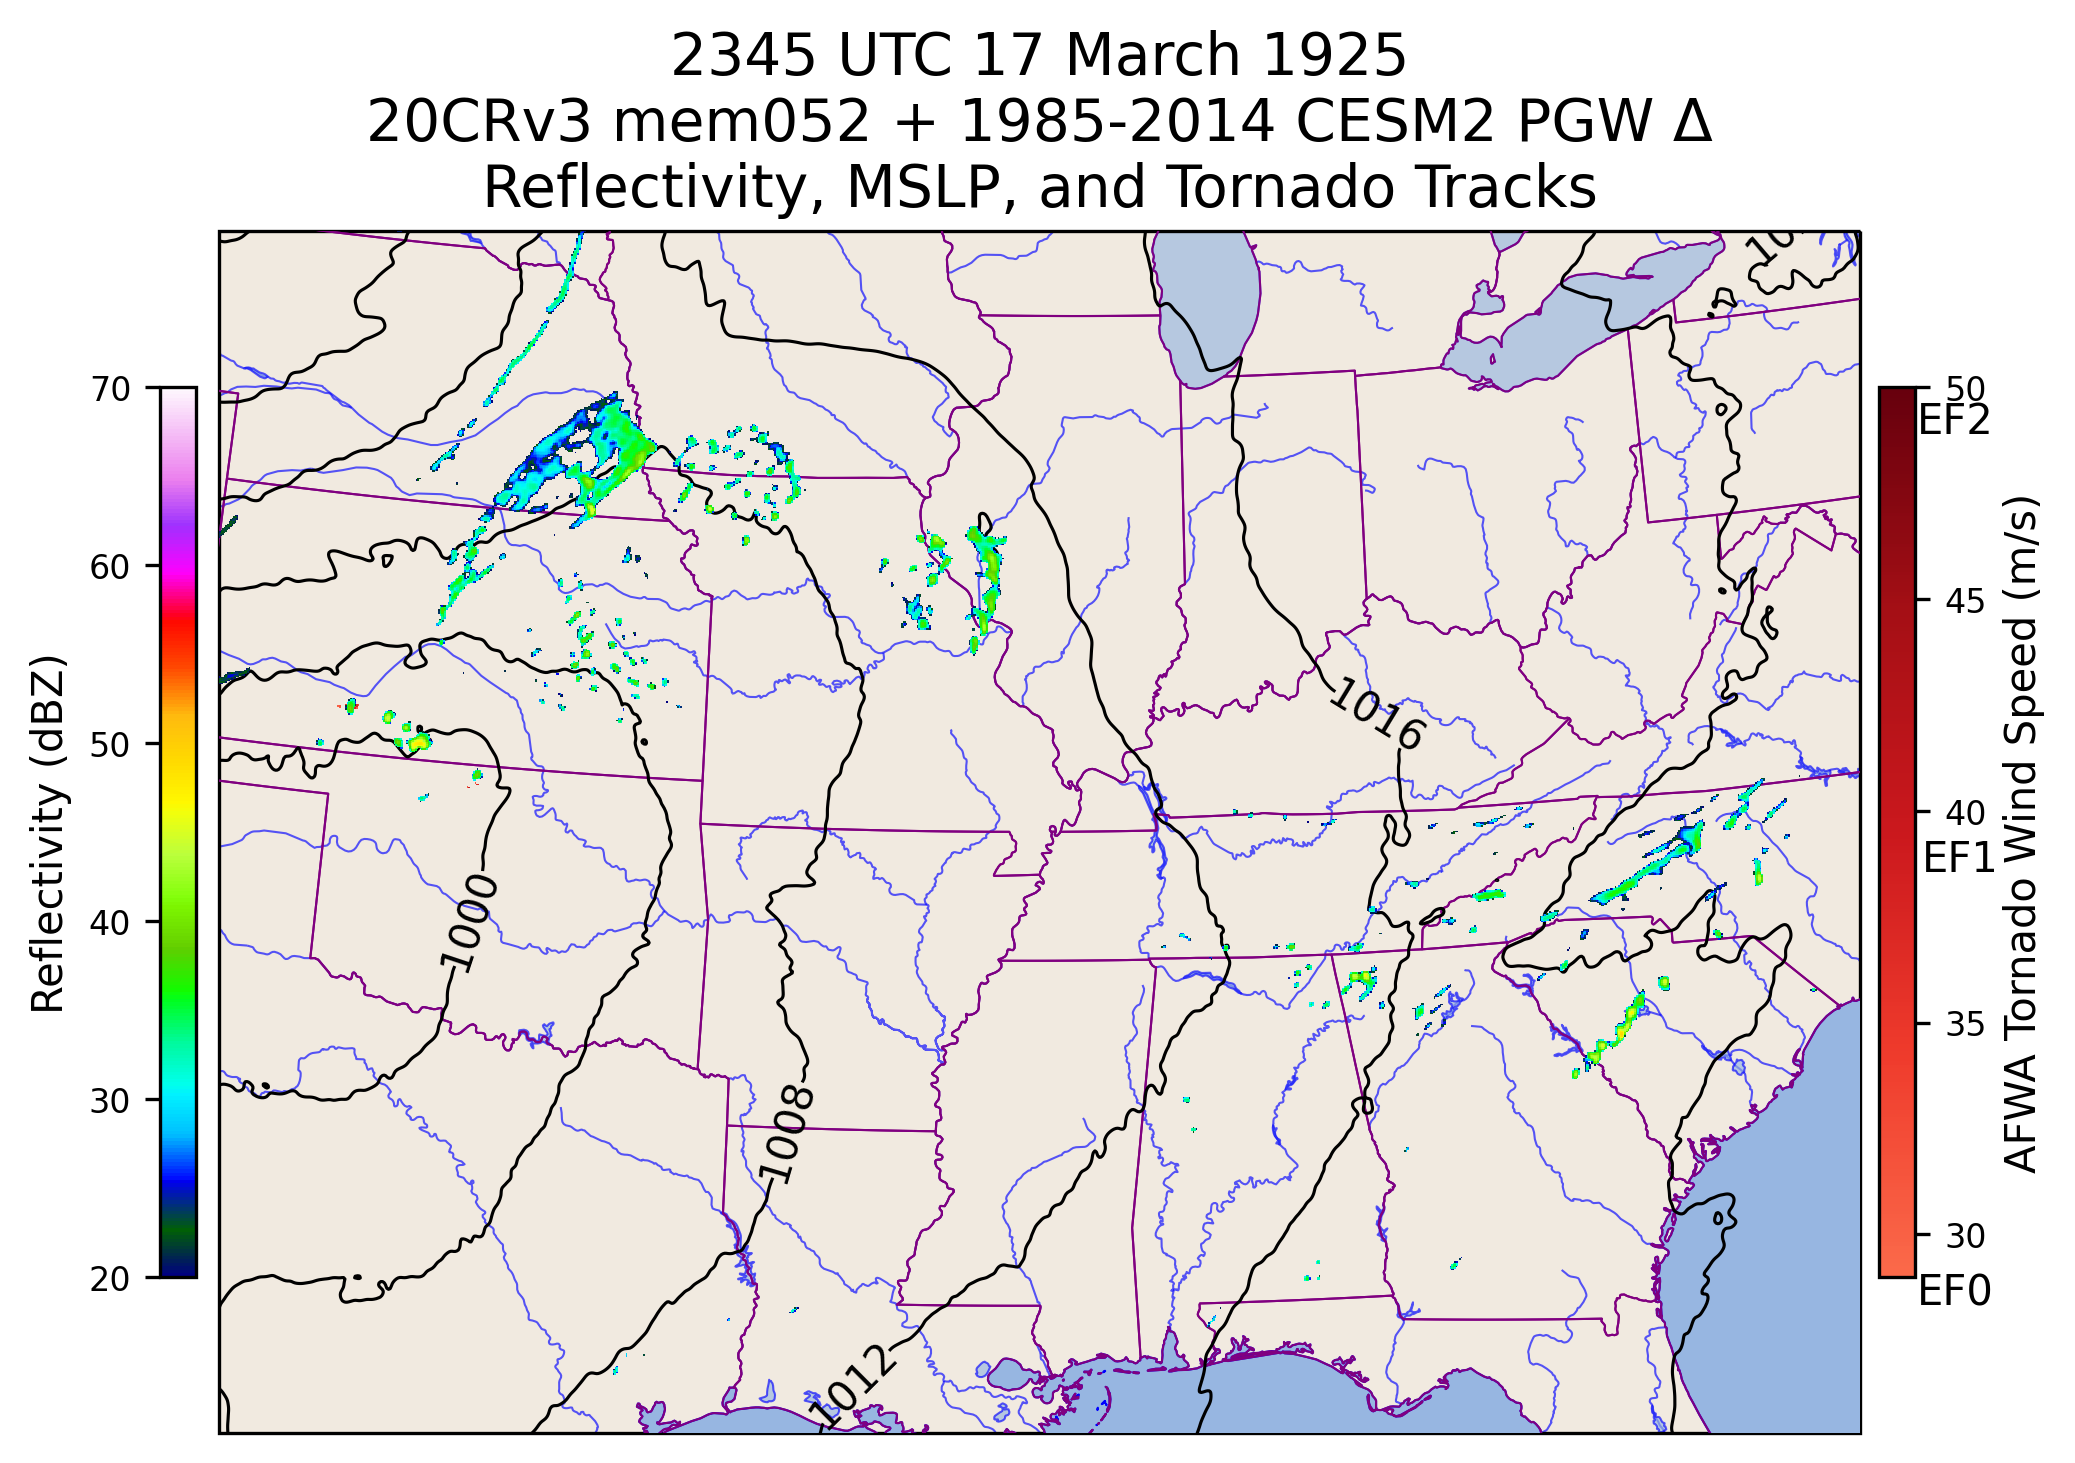 2345 UTC 17 March 1925
20CRv3 mem052 + 1985-2014 CESM2 PGW Δ
Reflectivity, MSLP, and Tornado Tracks
70
60
50
40
30
20
Reflectivity (dBZ)
1016
1000
1008
1012
50
EF2
45
40
EF1
35
30
EF0
AFWA Tornado Wind Speed (m/s)